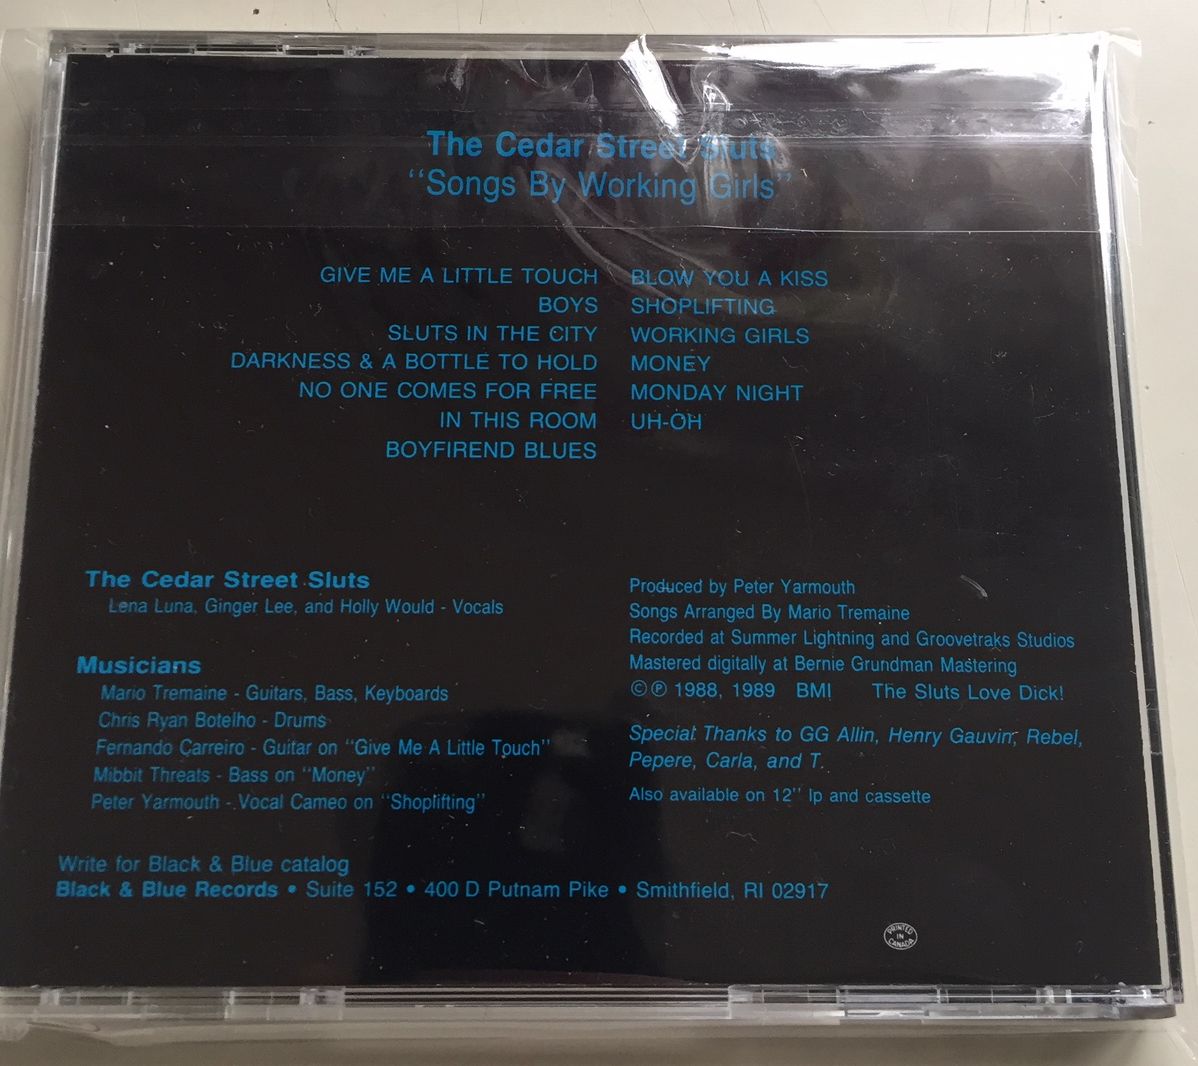 The Cedar Street Sluts
"Songs By Working Girls"
GIVE ME A LITTLE TOUCH
BOYS
SLUTS IN THE CITY
DARKNESS & A BOTTLE TO HOLD
NO ONE COMES FOR FREE
IN THIS ROOM
BOYFIREND BLUES
BLOW YOU A KISS
SHOPLIFTING
WORKING GIRLS
MONEY
MONDAY NIGHT
UH-OH
The Cedar Street Sluts
Lena Luna, Ginger Lee, and Holly Would - Vocals
Musicians
Mario Tremaine - Guitars, Bass, Keyboards
Chris Ryan Botelho - Drums
Fernando Carreiro - Guitar on "Give Me A Little Touch"
Mibbit Threats - Bass on "Money"
Peter Yarmouth - Vocal Cameo on "Shoplifting"
Produced by Peter Yarmouth
Songs Arranged By Mario Tremaine
Recorded at Summer Lightning and Groovetraks Studios
Mastered digitally at Bernie Grundman Mastering
©℗ 1988, 1989 BMI The Sluts Love Dick!
Special Thanks to GG Allin, Henry Gauvin, Rebel,
Pepere, Carla, and T.
Also available on 12" lp and cassette
Write for Black & Blue catalog
Black & Blue Records • Suite 152 • 400 D Putnam Pike • Smithfield, RI 02917
PRINTED
IN
CANADA